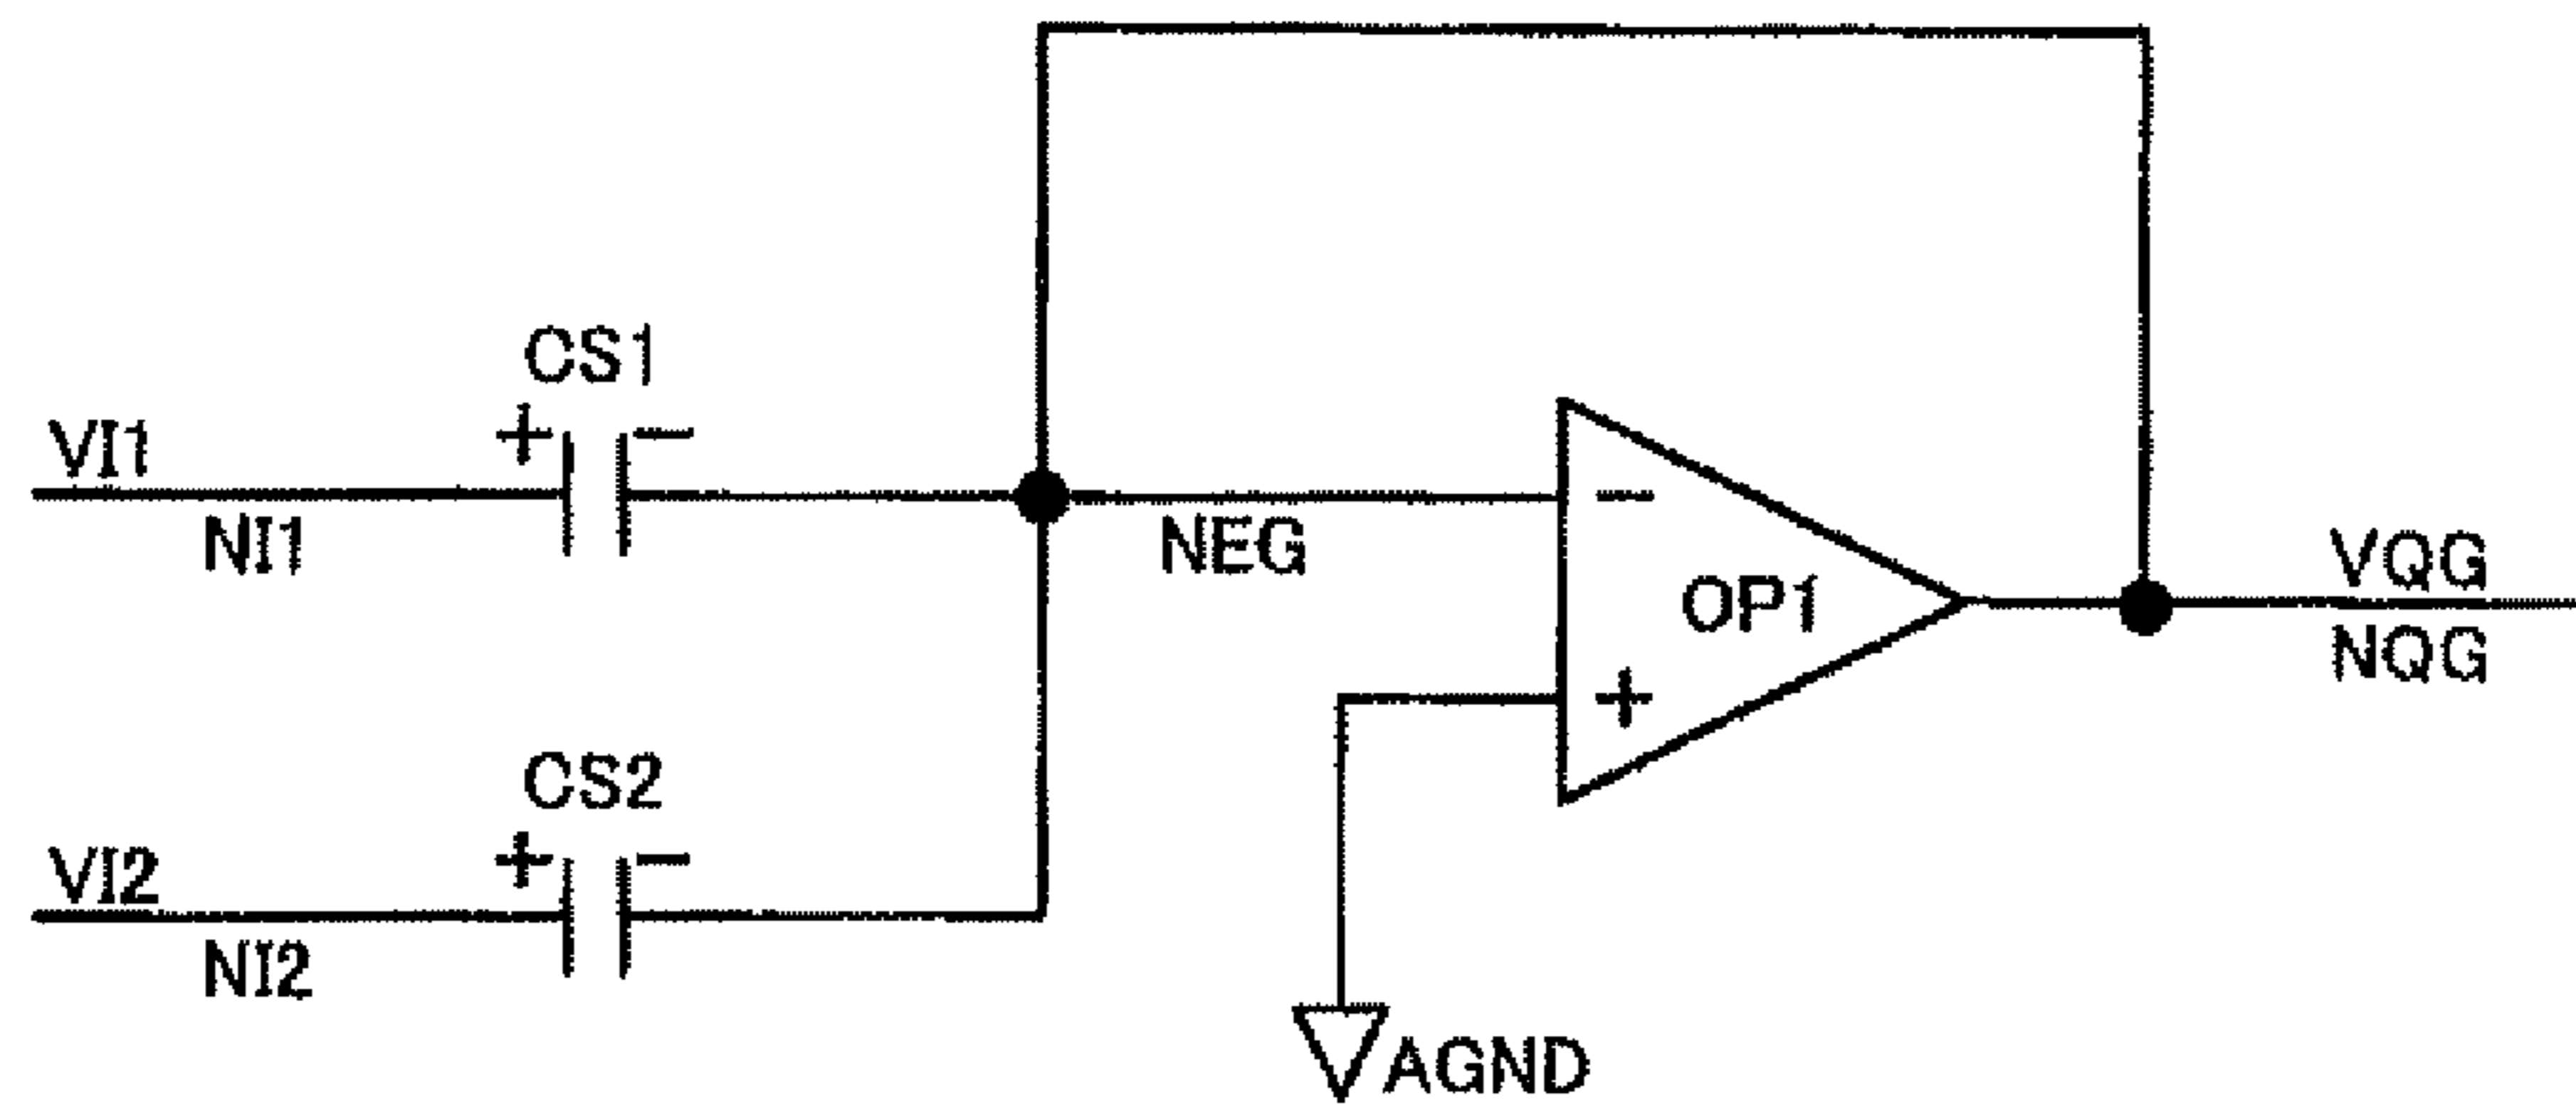 CS1
+ −
VI1
NI1
NEG
−
OP1
+
VQG
NQG
CS2
+ −
VI2
NI2
AGND